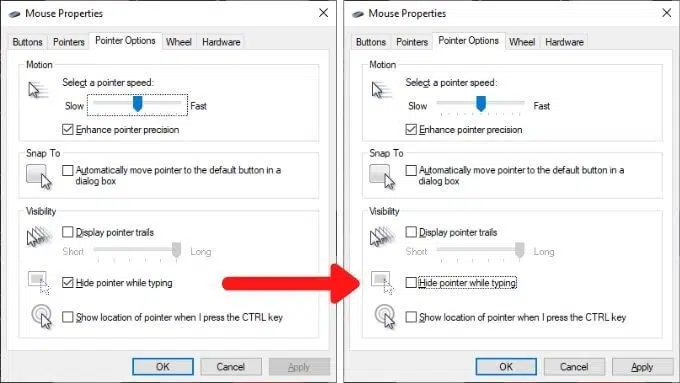 Mouse Properties
Buttons Pointers Pointer Options Wheel Hardware
Motion
Select a pointer speed:
Slow Fast
Enhance pointer precision
Snap To
Automatically move pointer to the default button in a
dialog box
Visibility
Display pointer trails
Short Long
Hide pointer while typing
Show location of pointer when I press the CTRL key
OK Cancel Apply
Mouse Properties
Buttons Pointers Pointer Options Wheel Hardware
Motion
Select a pointer speed:
Slow Fast
Enhance pointer precision
Snap To
Automatically move pointer to the default button in a
dialog box
Visibility
Display pointer trails
Short Long
Hide pointer while typing
Show location of pointer when I press the CTRL key
OK Cancel Apply